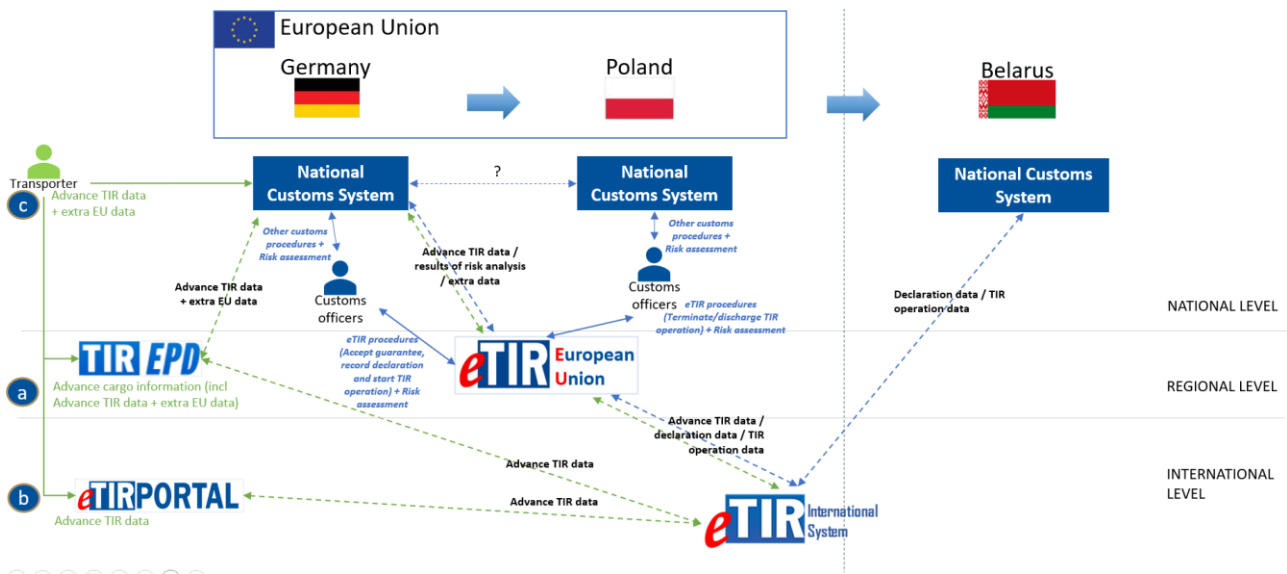 European Union
Germany
Poland
Belarus
Transporter
c
Advance TIR data
+ extra EU data
National
Customs System
?
National
Customs System
National Customs
System
Other customs
procedures +
Risk assessment
Advance TIR data /
results of risk analysis
/ extra data
Other customs
procedures +
Risk assessment
Advance TIR data
+ extra EU data
Customs
officers
Customs
officers
Declaration data / TIR
operation data
NATIONAL LEVEL
eTIR procedures
(Terminate/discharge TIR
operation) + Risk assessment
eTIR procedures
(Accept guarantee,
record declaration
and start TIR
operation) + Risk
assessment
TIR EPD
eTIR European
Union
a
Advance cargo information (incl
Advance TIR data + extra EU data)
REGIONAL LEVEL
Advance TIR data /
declaration data / TIR
operation data
Advance TIR data
INTERNATIONAL
LEVEL
b
eTIRPORTAL
Advance TIR data
Advance TIR data
eTIR International
System